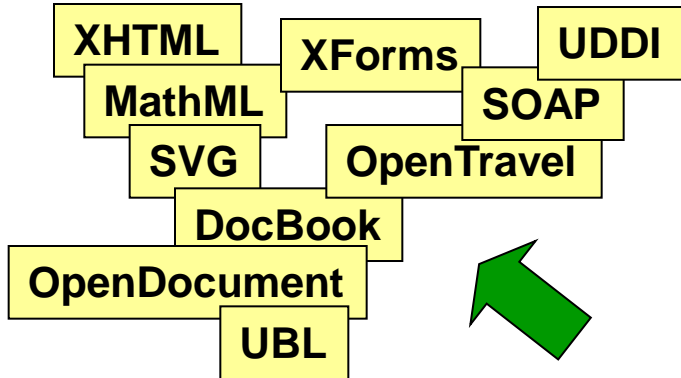 XHTML
XForms
UDDI
MathML
SOAP
SVG
OpenTravel
DocBook
OpenDocument
UBL